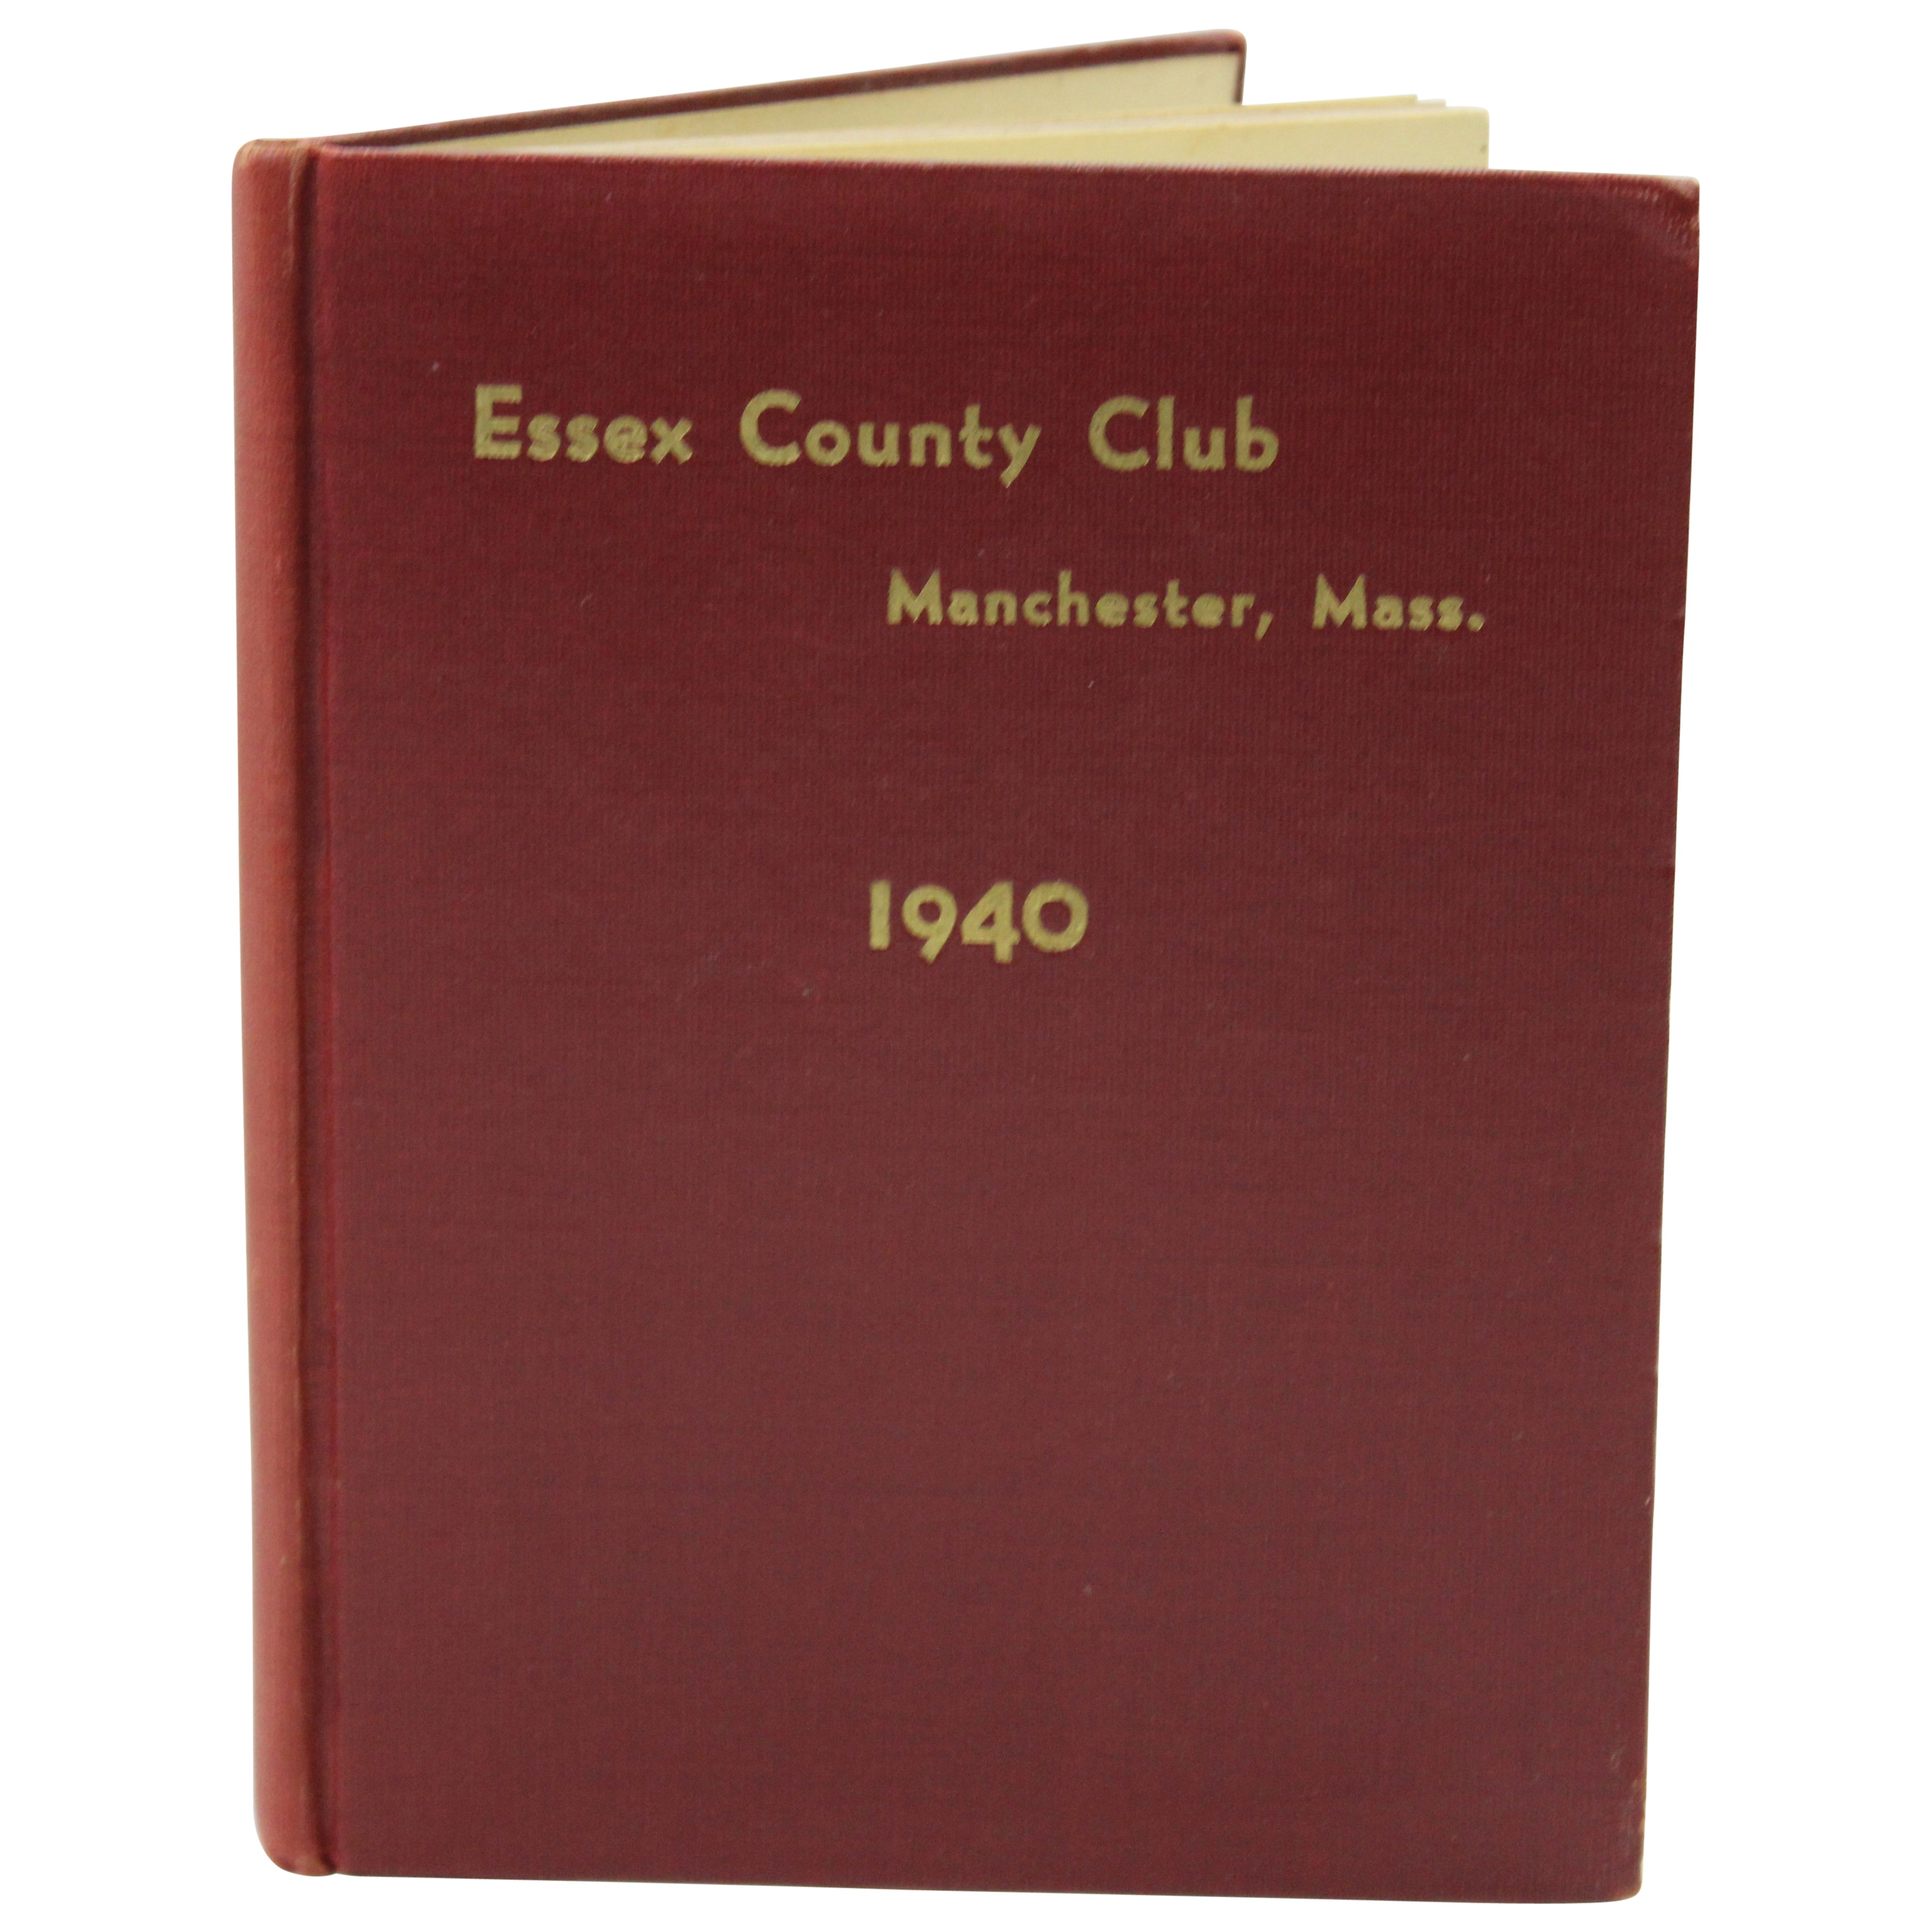 Essex County Club
Manchester, Mass.
1940